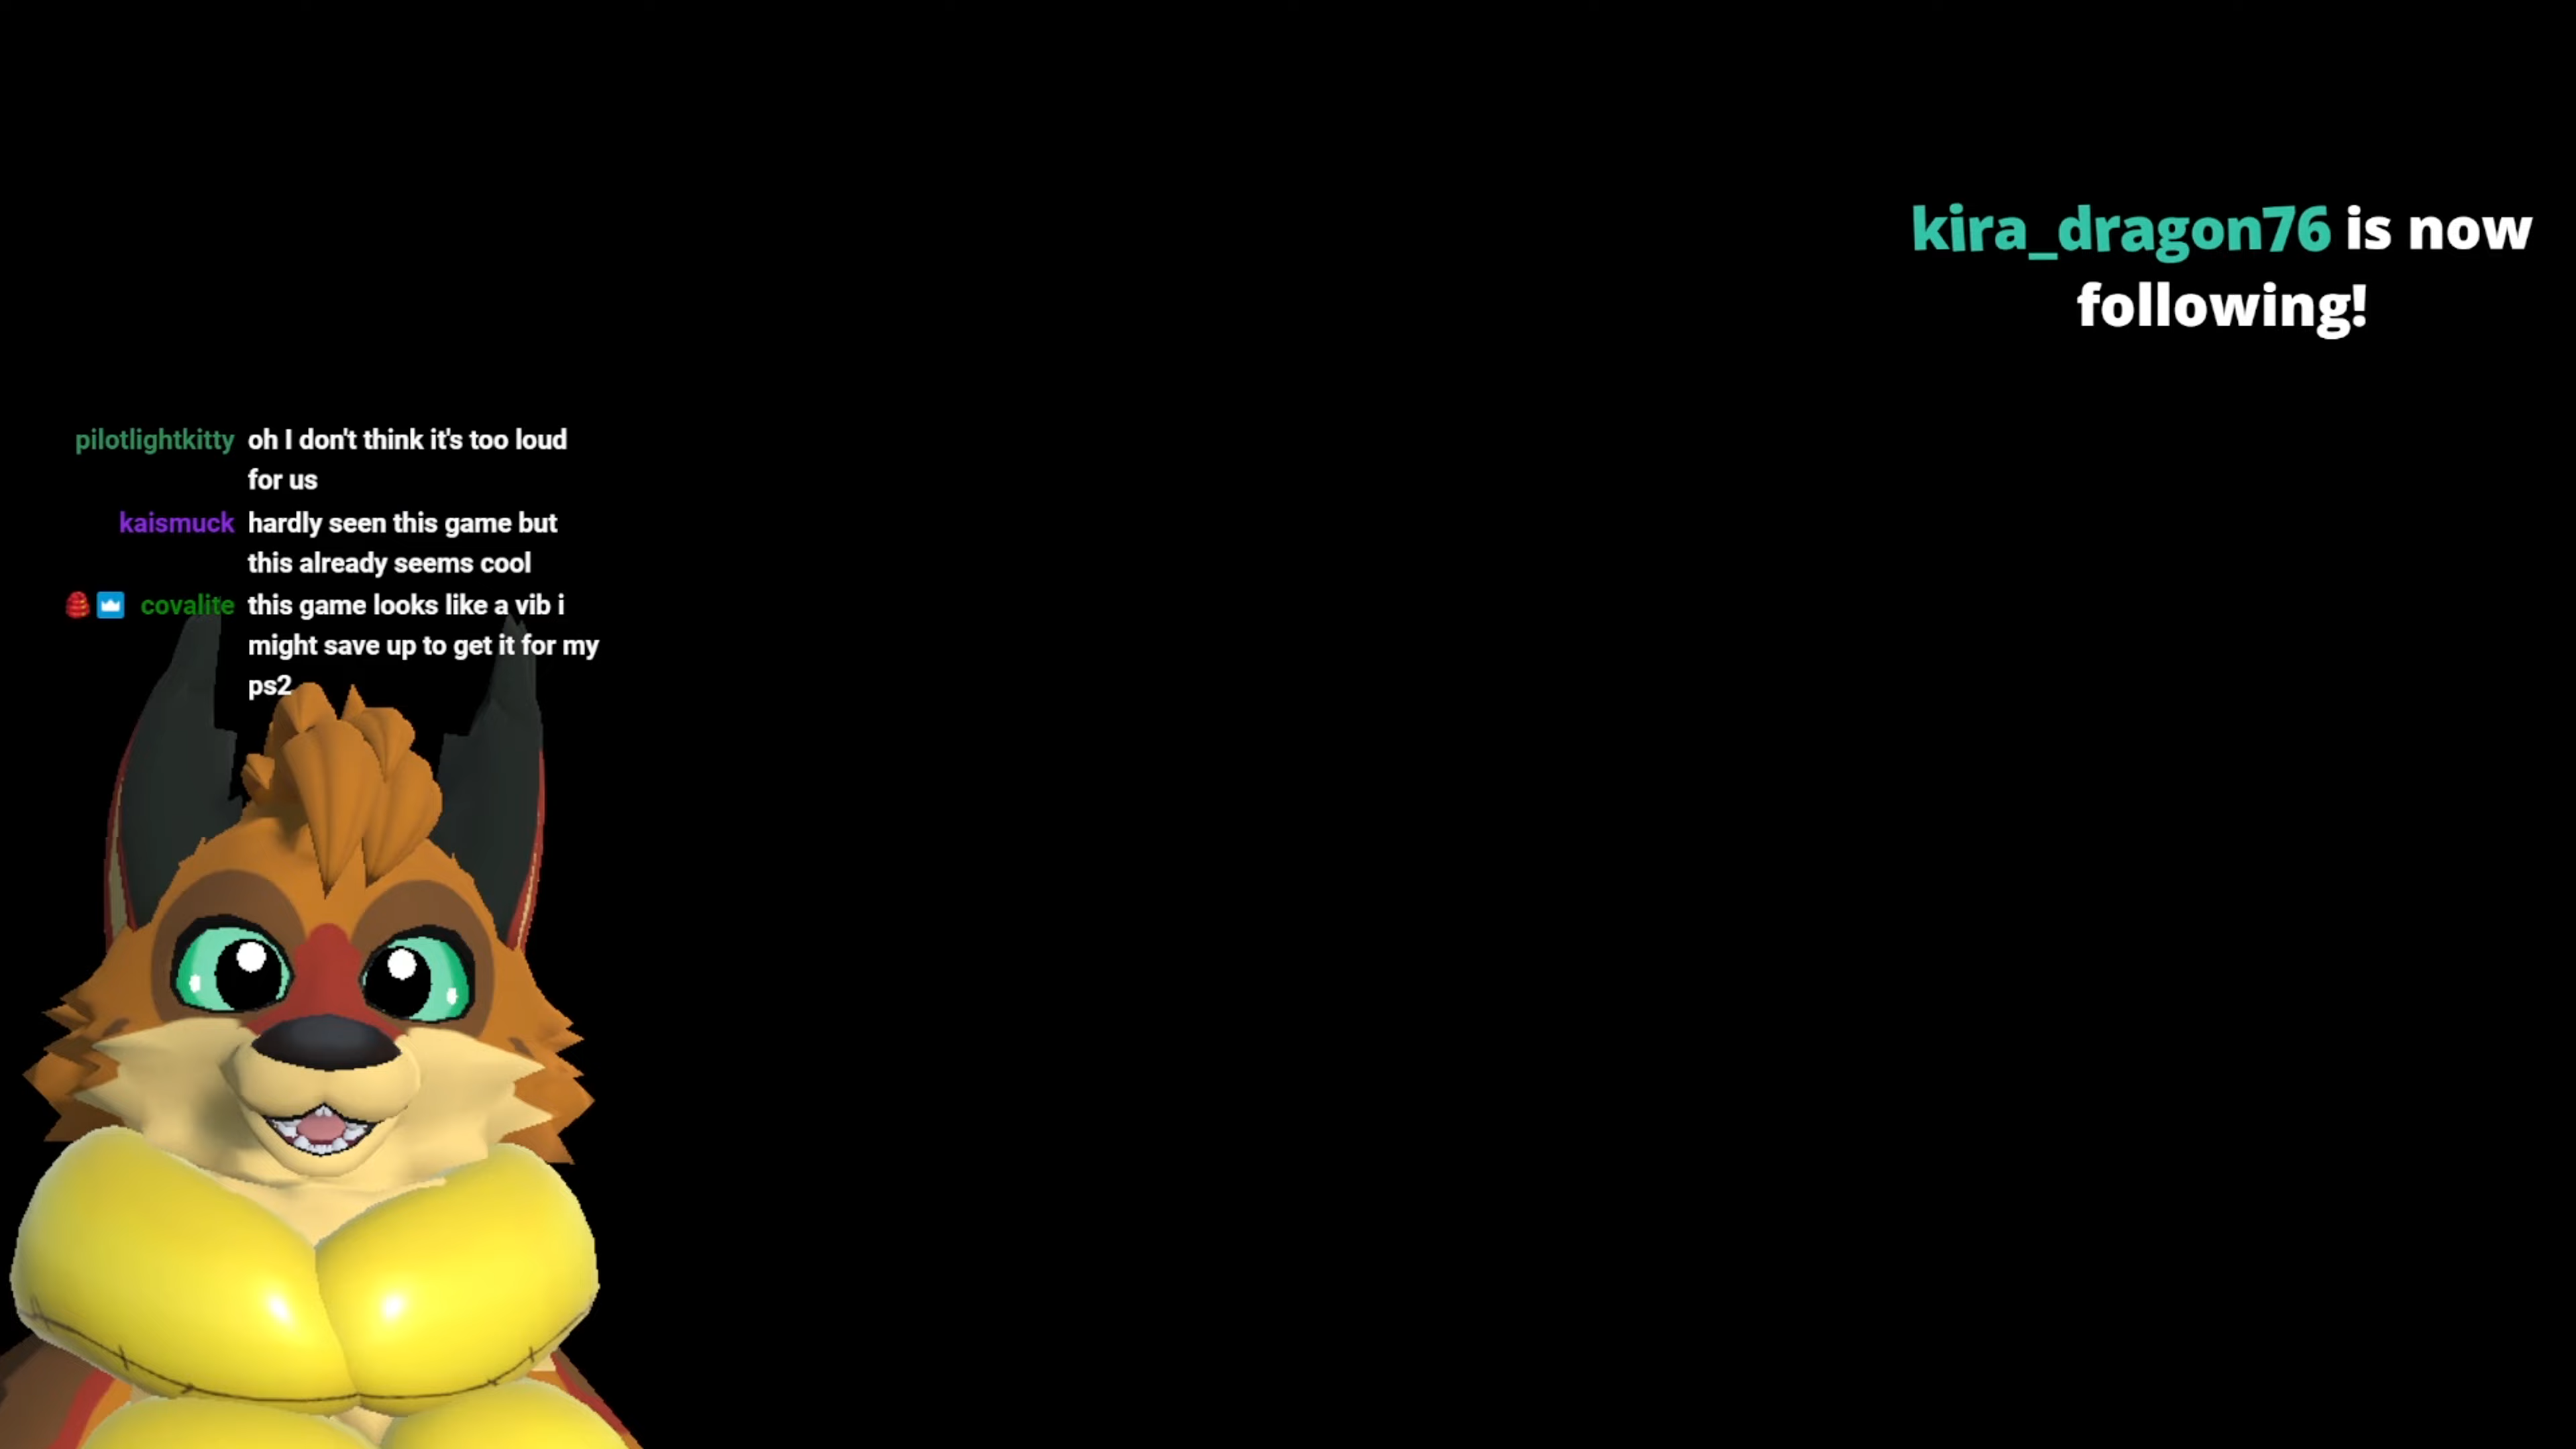 kira_dragon76 is now
following!
pilotlightkitty oh I don't think it's too loud
for us
kaismuck hardly seen this game but
this already seems cool
covalite this game looks like a vib i
might save up to get it for my
ps2